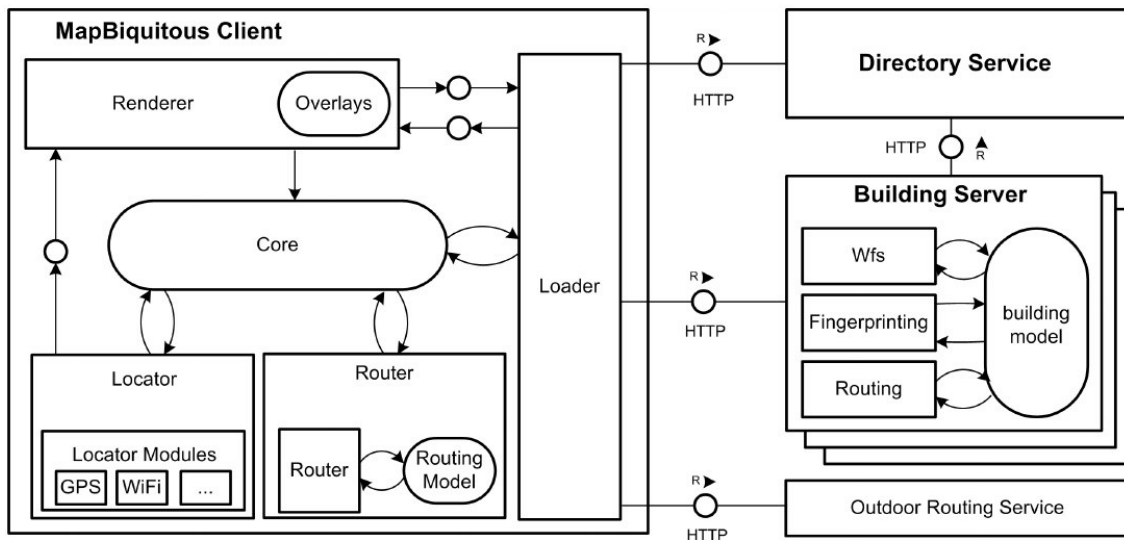 MapBiquitous Client
Renderer
Overlays
Core
Locator
Locator Modules
GPS
WiFi
...
Router
Router
Routing
Model
Loader
R
HTTP
Directory Service
HTTP
R
Building Server
Wfs
Fingerprinting
Routing
building
model
R
HTTP
R
HTTP
Outdoor Routing Service